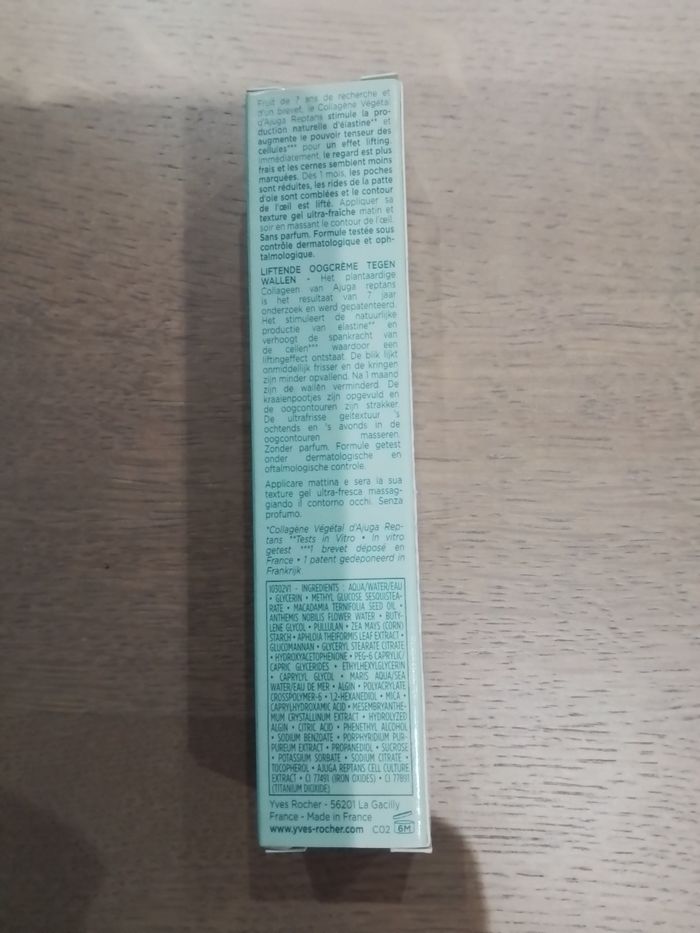 Fruit de 7 ans de recherche et
d'un brevet, le Collagène Végétal
d'Ajuga Reptans stimule la pro-
duction naturelle d'élastine** et
augmente le pouvoir tenseur des
cellules*** pour un effet lifting.
Immédiatement, le regard est plus
frais et les cernes semblent moins
marquées. Dès 1 mois, les poches
sont réduites, les rides de la patte
d'oie sont comblées et le contour
de l'œil est lifté. Appliquer sa
texture gel ultra-fraîche matin et
soir en massant le contour de l'œil.
Sans parfum. Formule testée sous
contrôle dermatologique et oph-
talmologique.
LIFTENDE OOGCRÈME TEGEN
WALLEN - Het plantaardige
Collageen van Ajuga reptans
is het resultaat van 7 jaar
onderzoek en werd gepatenteerd.
Het stimuleert de natuurlijke
productie van elastine** en
verhoogt de spankracht van
de cellen*** waardoor een
liftingeffect ontstaat. De blik lijkt
onmiddellijk frisser en de kringen
zijn minder opvallend. Na 1 maand
zijn de wallen verminderd. De
kraaienpootjes zijn opgevuld en
de oogcontouren zijn strakker.
De ultrafrisse geltextuur 's
ochtends en 's avonds in de
oogcontouren masseren.
Zonder parfum. Formule getest
onder dermatologische en
oftalmologische controle.
Applicare mattina e sera la sua
texture gel ultra-fresca massag-
giando il contorno occhi. Senza
profumo.
*Collagène Végétal d'Ajuga Rep-
tans **Tests in Vitro • In vitro
getest ***1 brevet déposé en
France • 1 patent gedeponeerd in
Frankrijk
10302V1 - INGREDIENTS : AQUA/WATER/EAU
• GLYCERIN • METHYL GLUCOSE SESQUISTEA-
RATE • MACADAMIA TERNIFOLIA SEED OIL •
ANTHEMIS NOBILIS FLOWER WATER • BUTY-
LENE GLYCOL • PULLULAN • ZEA MAYS (CORN)
STARCH • APHLOIA THEIFORMIS LEAF EXTRACT •
GLUCOMANNAN • GLYCERYL STEARATE CITRATE
• HYDROXYACETOPHENONE • PEG-6 CAPRYLIC/
CAPRIC GLYCERIDES • ETHYLHEXYLGLYCERIN
• CAPRYLYL GLYCOL • MARIS AQUA/SEA
WATER/EAU DE MER • ALGIN • POLYACRYLATE
CROSSPOLYMER-6 • 1,2-HEXANEDIOL • MICA •
CAPRYLHYDROXAMIC ACID • MESEMBRYANTHE-
MUM CRYSTALLINUM EXTRACT • HYDROLYZED
ALGIN • CITRIC ACID • PHENETHYL ALCOHOL
• SODIUM BENZOATE • PORPHYRIDIUM PUR-
PUREUM EXTRACT • PROPANEDIOL • SUCROSE
• POTASSIUM SORBATE • SODIUM CITRATE •
TOCOPHEROL • AJUGA REPTANS CELL CULTURE
EXTRACT • CI 77491 (IRON OXIDES) • CI 77891
(TITANIUM DIOXIDE)
Yves Rocher - 56201 La Gacilly
France - Made in France
www.yves-rocher.com C02 6M